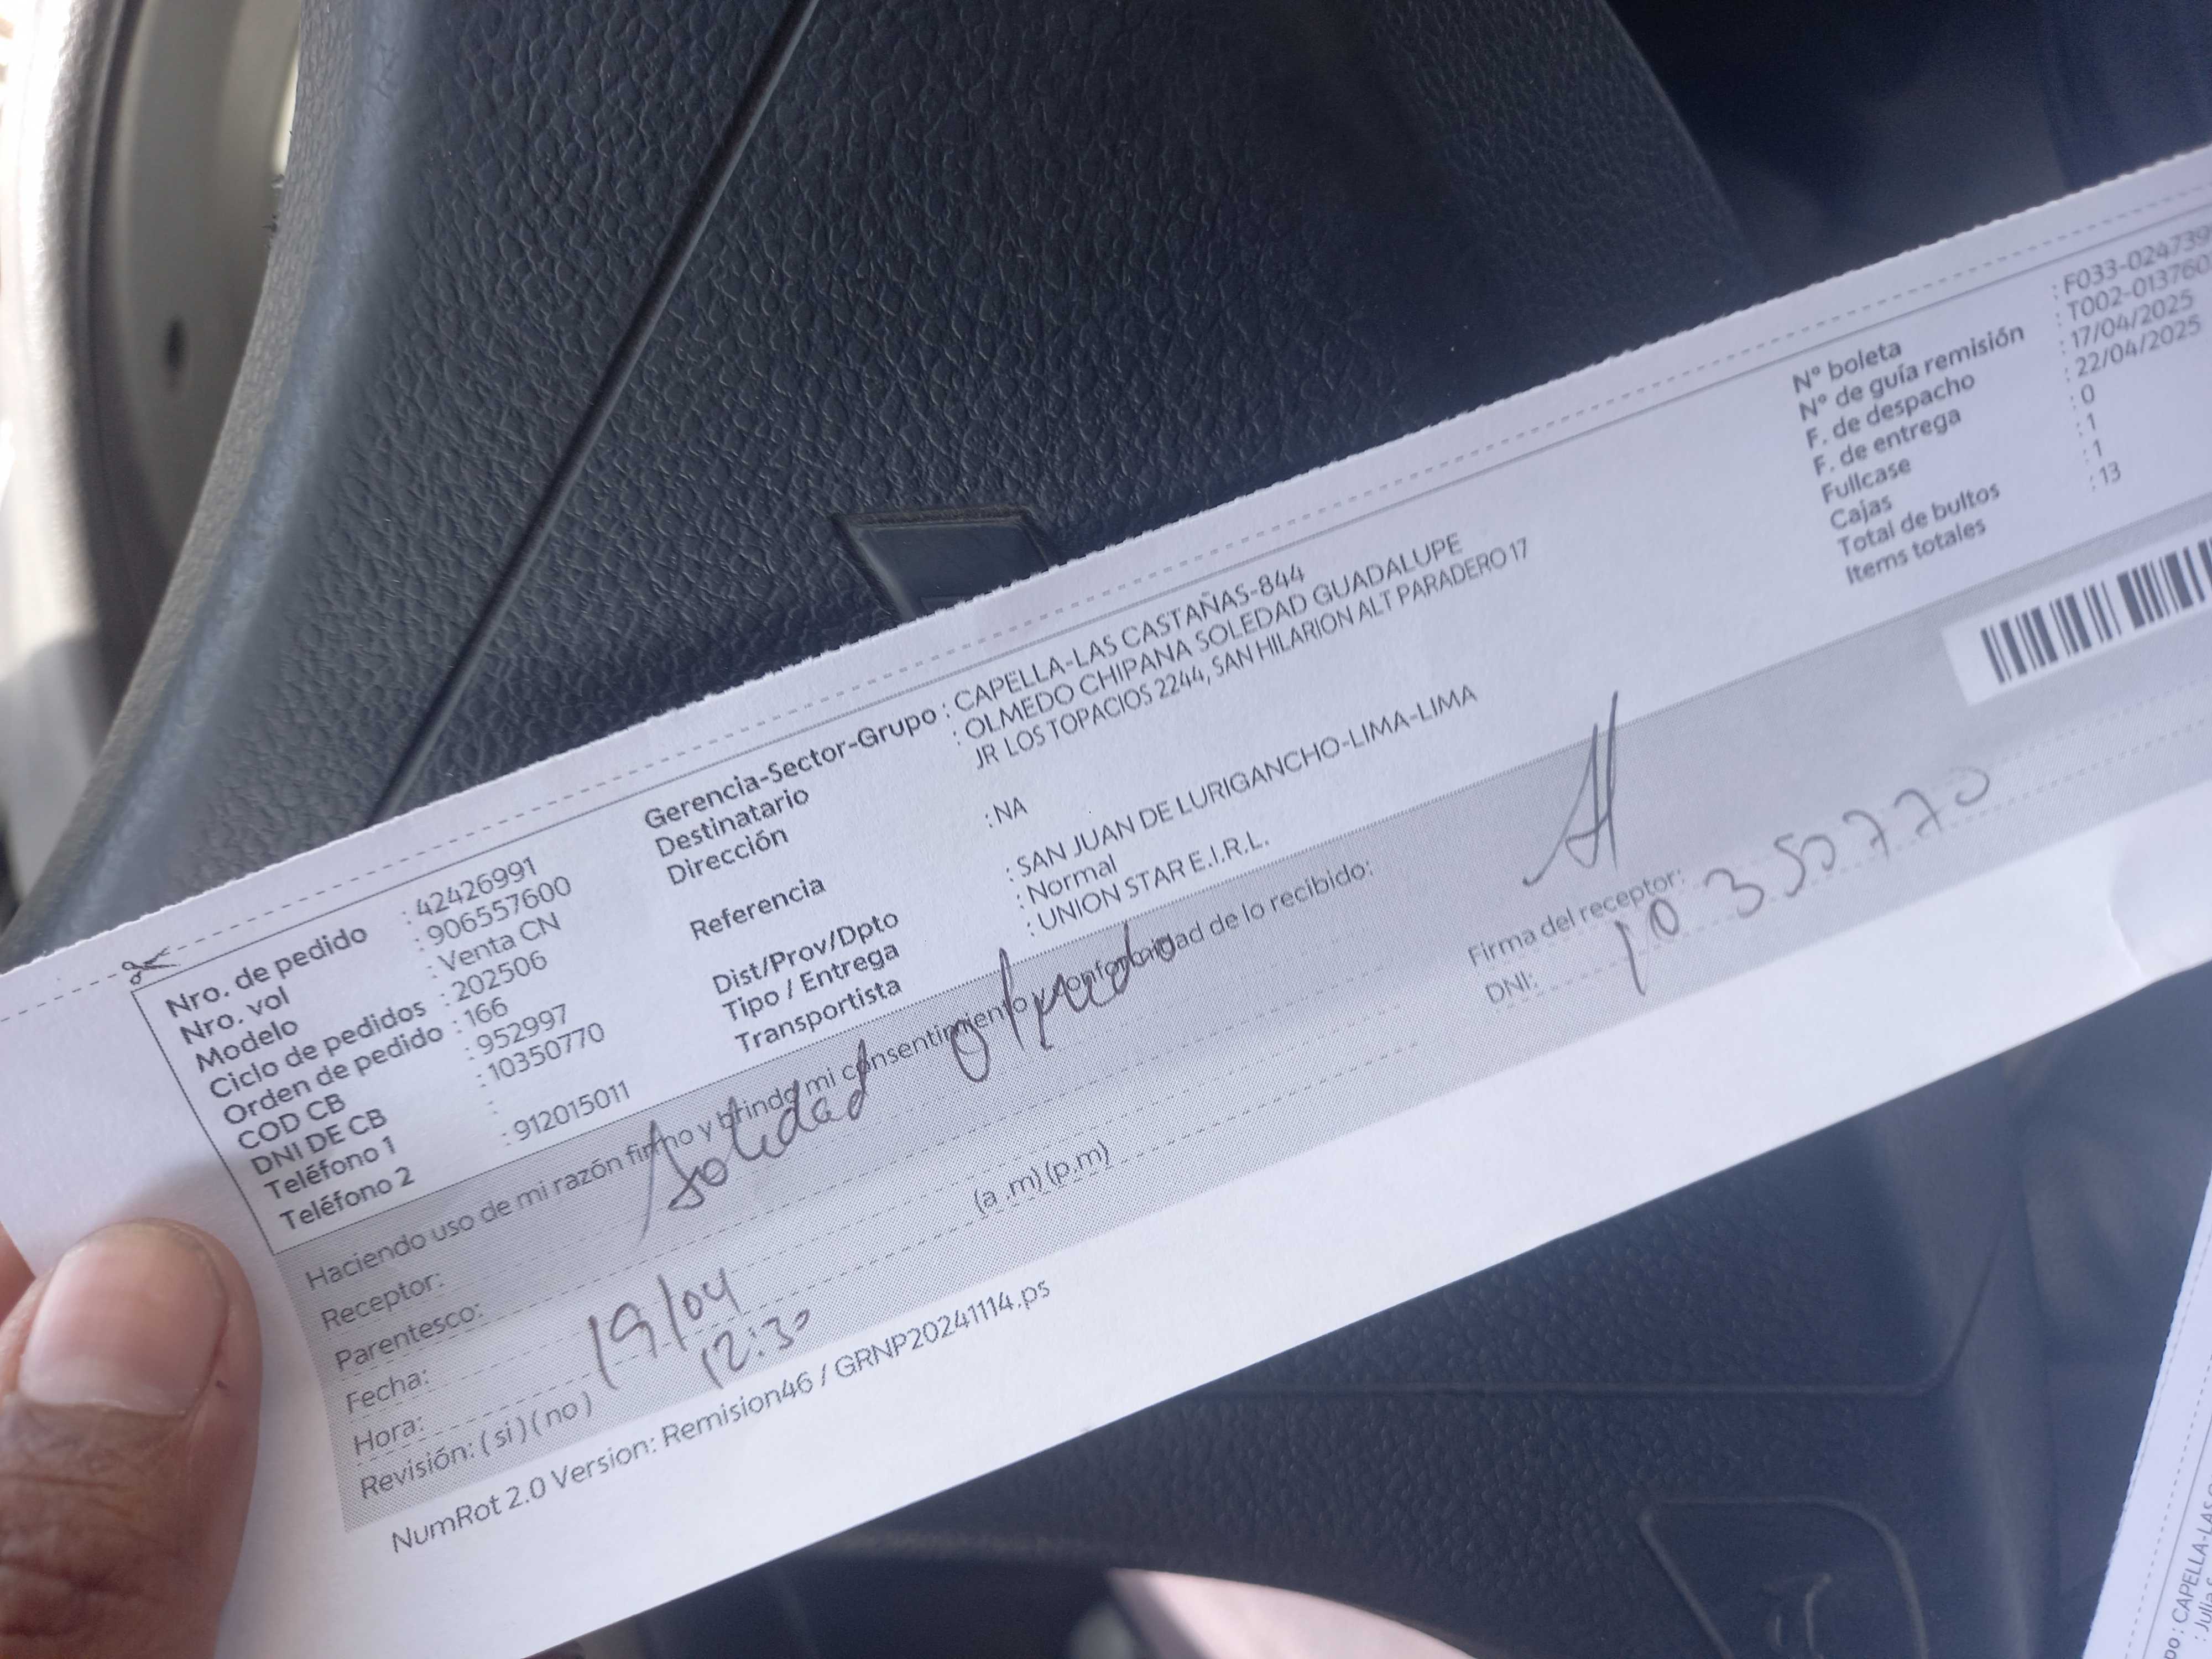 Nro. de pedido : 42426991
Nro. vol : 906557600
Modelo : Venta CN
Ciclo de pedidos : 202506
Orden de pedido : 166
COD CB : 952997
DNI DE CB : 10350770
Teléfono 1 :
Teléfono 2 : 912015011
Gerencia-Sector-Grupo : CAPELLA-LAS CASTAÑAS-844
Destinatario : OLMEDO CHIPANA SOLEDAD GUADALUPE
Dirección JR LOS TOPACIOS 2244, SAN HILARION ALT PARADERO 17
Referencia : NA
Dist/Prov/Dpto : SAN JUAN DE LURIGANCHO-LIMA-LIMA
Tipo / Entrega : Normal
Transportista : UNION STAR E.I.R.L.
N° boleta : F033-024739
N° de guía remisión : T002-013760
F. de despacho : 17/04/2025
F. de entrega : 22/04/2025
Fullcase : 0
Cajas : 1
Total de bultos : 1
Items totales : 13
Haciendo uso de mi razón firmo y brindo mi consentimiento y conformidad de lo recibido:
Receptor: Soledad Olmedo
Parentesco:
Fecha: 19/04
Hora: 12:30 (a .m) (p.m)
Revisión: ( si ) ( no )
Firma del receptor:
DNI: 10350770
NumRot 2.0 Version: Remision46 / GRNP20241114.ps
: CAPELLA-LAS